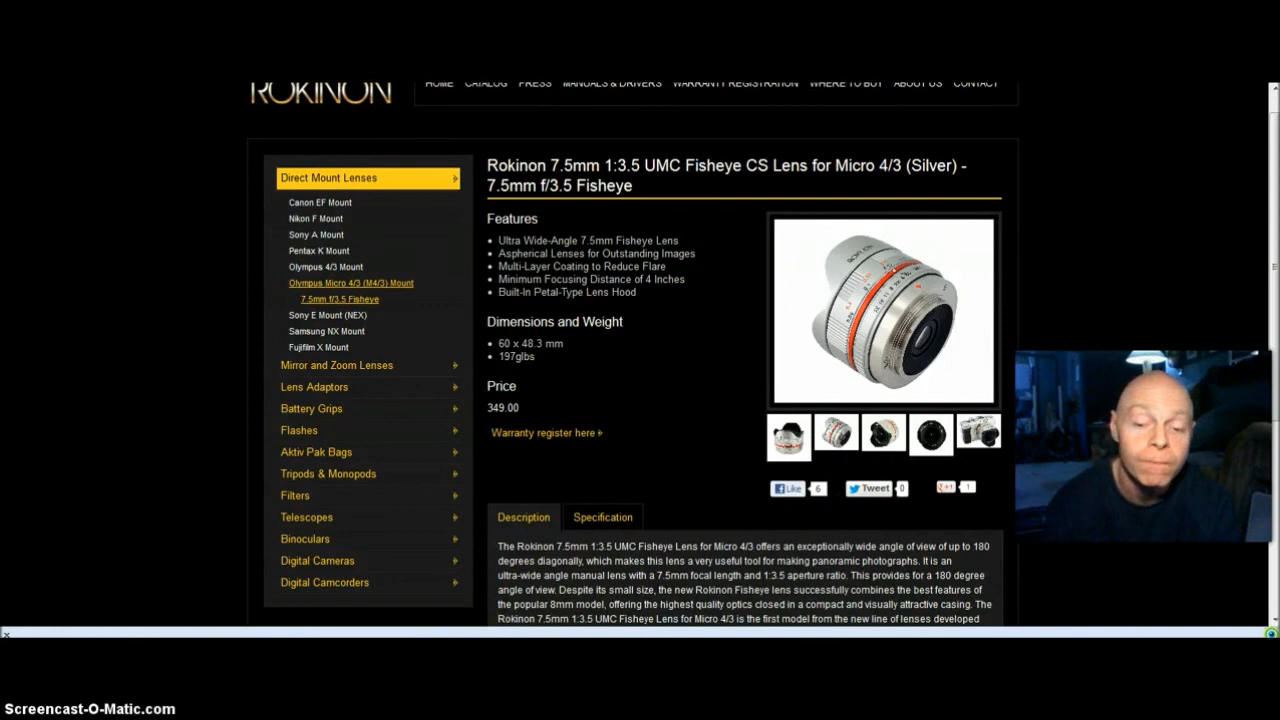 ROKINON
HOME CATALOG PRESS MANUALS & DRIVERS WARRANTY REGISTRATION WHERE TO BUY ABOUT US CONTACT
Direct Mount Lenses
Canon EF Mount
Nikon F Mount
Sony A Mount
Pentax K Mount
Olympus 4/3 Mount
Olympus Micro 4/3 (M4/3) Mount
7.5mm f/3.5 Fisheye
Sony E Mount (NEX)
Samsung NX Mount
Fujifilm X Mount
Mirror and Zoom Lenses
Lens Adaptors
Battery Grips
Flashes
Aktiv Pak Bags
Tripods & Monopods
Filters
Telescopes
Binoculars
Digital Cameras
Digital Camcorders
Rokinon 7.5mm 1:3.5 UMC Fisheye CS Lens for Micro 4/3 (Silver) -
7.5mm f/3.5 Fisheye
Features
Ultra Wide-Angle 7.5mm Fisheye Lens
Aspherical Lenses for Outstanding Images
Multi-Layer Coating to Reduce Flare
Minimum Focusing Distance of 4 Inches
Built-In Petal-Type Lens Hood
Dimensions and Weight
60 x 48.3 mm
197glbs
Price
349.00
Warranty register here
Like 6
Tweet 0
+1 1
Description Specification
The Rokinon 7.5mm 1:3.5 UMC Fisheye Lens for Micro 4/3 offers an exceptionally wide angle of view of up to 180
degrees diagonally, which makes this lens a very useful tool for making panoramic photographs. It is an
ultra-wide angle manual lens with a 7.5mm focal length and 1:3.5 aperture ratio. This provides for a 180 degree
angle of view. Despite its small size, the new Rokinon Fisheye lens successfully combines the best features of
the popular 8mm model, offering the highest quality optics closed in a compact and visually attractive casing. The
Rokinon 7.5mm 1:3.5 UMC Fisheye Lens for Micro 4/3 is the first model from the new line of lenses developed
Screencast-O-Matic.com